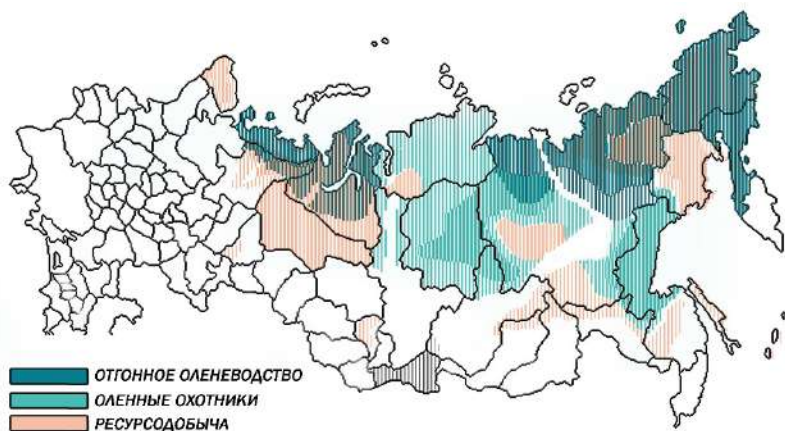 ОТГОННОЕ ОЛЕНЕВОДСТВО
ОЛЕННЫЕ ОХОТНИКИ
РЕСУРСОДОБЫЧА